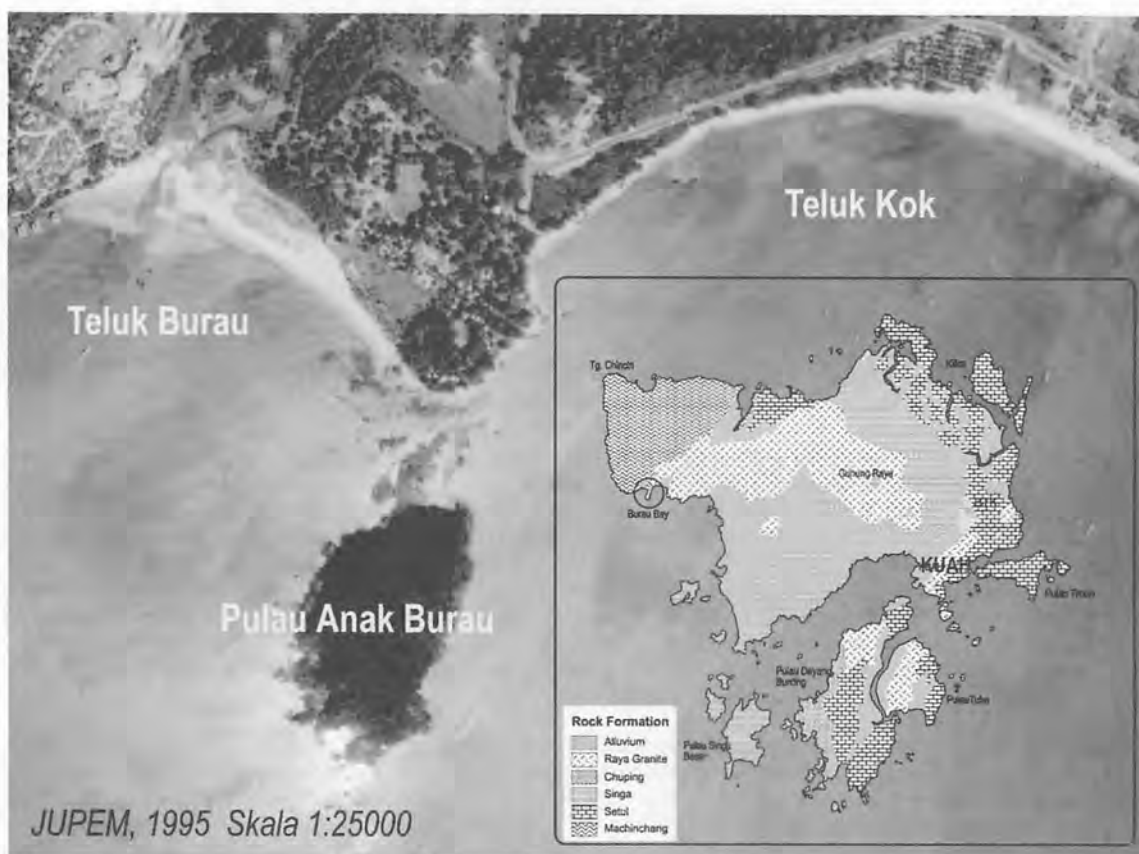 Teluk Kok
Teluk Burau
Pulau Anak Burau
JUPEM, 1995 Skala 1:25000
Tg. Chinchin
Kilim
Gunung Raya
Burau Bay
KUAH
Pulau Timun
Pulau Dayang
Bunting
Pulau Tuba
Pulau Singa
Besar
Rock Formation
Alluvium
Raya Granite
Chuping
Singa
Setul
Machinchang